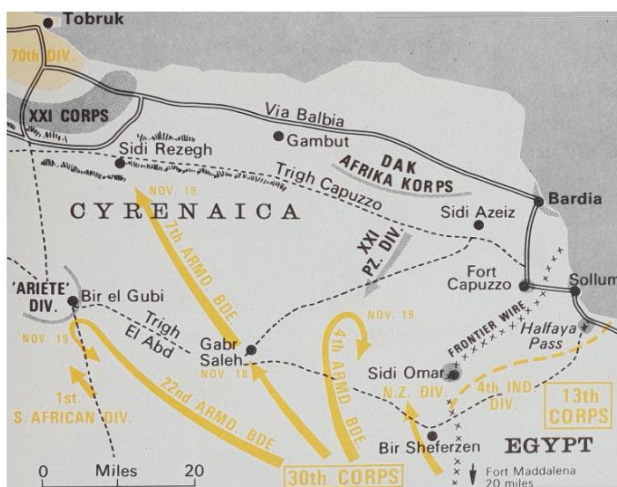 Tobruk
70th DIV.
XXI CORPS
Via Balbia
Gambut
Sidi Rezegh
DAK
AFRIKA KORPS
Trigh Capuzzo
Bardia
NOV. 19
CYRENAICA
7th ARMD. BDE.
Sidi Azeiz
XXI
PZ. DIV.
'ARIETE'
DIV.
Bir el Gubi
Fort
Capuzzo
Sollum
NOV. 19
NOV. 19
Trigh
El Abd
Gabr
Saleh
NOV. 18
4th ARMD. BDE.
FRONTIER WIRE
Halfaya
Pass
Sidi Omar
1st.
S. AFRICAN DIV.
22nd ARMD. BDE.
N.Z. DIV.
4th IND.
DIV.
13th
CORPS
Bir Sheferzen
EGYPT
0 Miles 20
30th CORPS
Fort Maddalena
20 miles